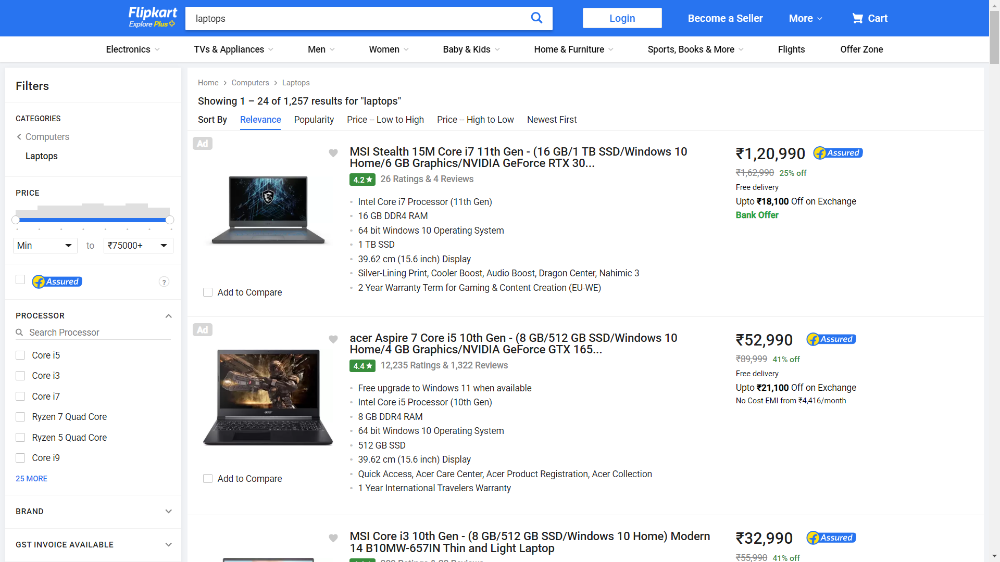 Flipkart
Explore Plus
laptops
Login
Become a Seller
More
Cart
Electronics
TVs & Appliances
Men
Women
Baby & Kids
Home & Furniture
Sports, Books & More
Flights
Offer Zone
Filters
CATEGORIES
Computers
Laptops
PRICE
Min
to
₹75000+
Assured
?
PROCESSOR
Search Processor
Core i5
Core i3
Core i7
Ryzen 7 Quad Core
Ryzen 5 Quad Core
Core i9
25 MORE
BRAND
GST INVOICE AVAILABLE
Home > Computers > Laptops
Showing 1 – 24 of 1,257 results for "laptops"
Sort By
Relevance
Popularity
Price -- Low to High
Price -- High to Low
Newest First
Ad
Add to Compare
MSI Stealth 15M Core i7 11th Gen - (16 GB/1 TB SSD/Windows 10
Home/6 GB Graphics/NVIDIA GeForce RTX 30...
4.2★ 26 Ratings & 4 Reviews
Intel Core i7 Processor (11th Gen)
16 GB DDR4 RAM
64 bit Windows 10 Operating System
1 TB SSD
39.62 cm (15.6 inch) Display
Silver-Lining Print, Cooler Boost, Audio Boost, Dragon Center, Nahimic 3
2 Year Warranty Term for Gaming & Content Creation (EU-WE)
₹1,20,990
Assured
₹1,62,990 25% off
Free delivery
Upto ₹18,100 Off on Exchange
Bank Offer
Ad
acer
Add to Compare
acer Aspire 7 Core i5 10th Gen - (8 GB/512 GB SSD/Windows 10
Home/4 GB Graphics/NVIDIA GeForce GTX 165...
4.4★ 12,235 Ratings & 1,322 Reviews
Free upgrade to Windows 11 when available
Intel Core i5 Processor (10th Gen)
8 GB DDR4 RAM
64 bit Windows 10 Operating System
512 GB SSD
39.62 cm (15.6 inch) Display
Quick Access, Acer Care Center, Acer Product Registration, Acer Collection
1 Year International Travelers Warranty
₹52,990
Assured
₹89,999 41% off
Free delivery
Upto ₹21,100 Off on Exchange
No Cost EMI from ₹4,416/month
MSI Core i3 10th Gen - (8 GB/512 GB SSD/Windows 10 Home) Modern
14 B10MW-657IN Thin and Light Laptop
Ratings & Reviews
₹32,990
Assured
₹55,990 41% off